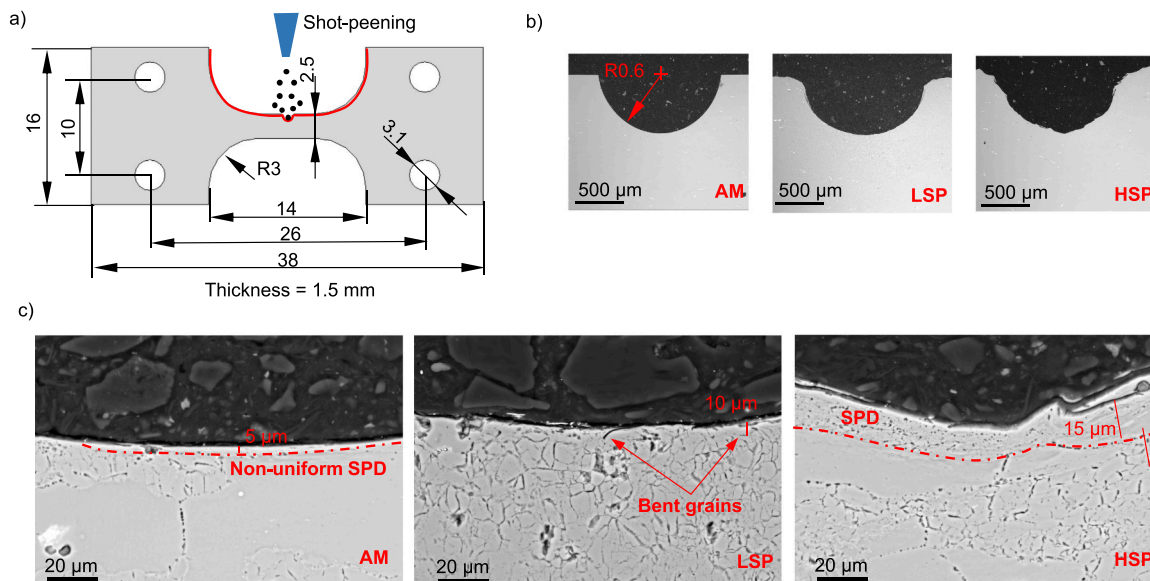 a)
Shot-peening
2.5
16
10
3.1
R3
14
26
38
Thickness = 1.5 mm
b)
R0.6
500 µm
AM
500 µm
LSP
500 µm
HSP
c)
5 µm
Non-uniform SPD
20 µm
AM
10 µm
Bent grains
20 µm
LSP
SPD
15 µm
20 µm
HSP